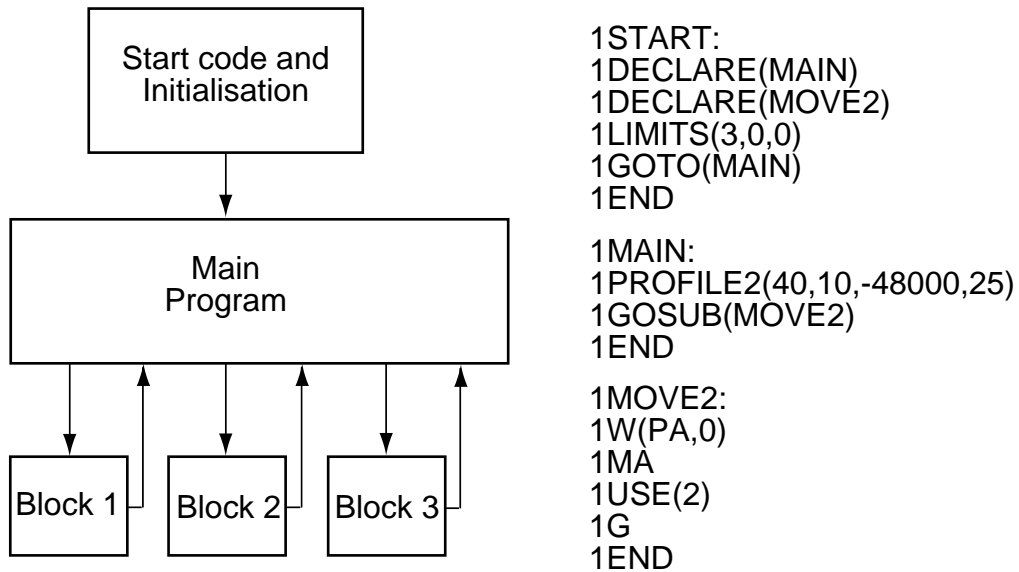 Start code and
Initialisation
Main
Program
Block 1
Block 2
Block 3
1START:
1DECLARE(MAIN)
1DECLARE(MOVE2)
1LIMITS(3,0,0)
1GOTO(MAIN)
1END
1MAIN:
1PROFILE2(40,10,-48000,25)
1GOSUB(MOVE2)
1END
1MOVE2:
1W(PA,0)
1MA
1USE(2)
1G
1END